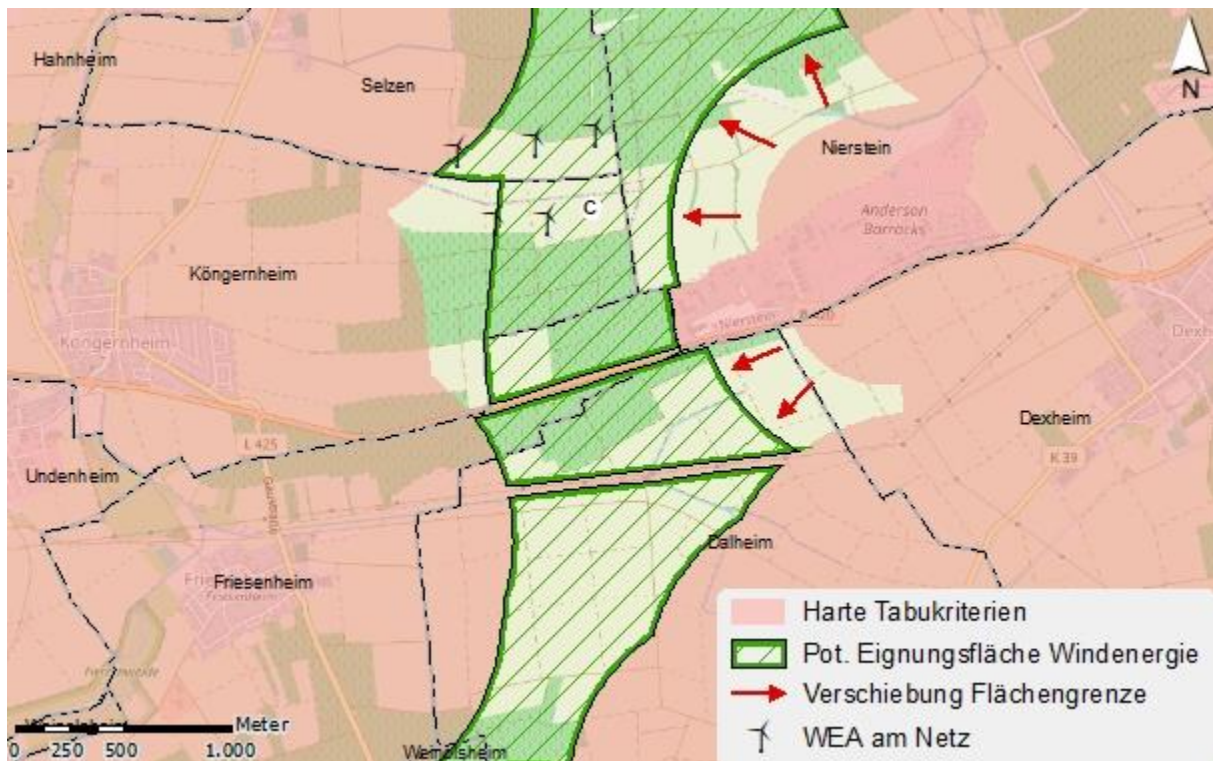 Hahnheim
Selzen
N
Nierstein
C
Anderson
Barracks
Köngernheim
Nierstein
Köngernheim
Dexheim
L 425
K 39
Undenheim
Dalheim
Friesenheim
Harte Tabukriterien
Pot. Eignungsfläche Windenergie
Verschiebung Flächengrenze
WEA am Netz
Meter
0 250 500 1.000